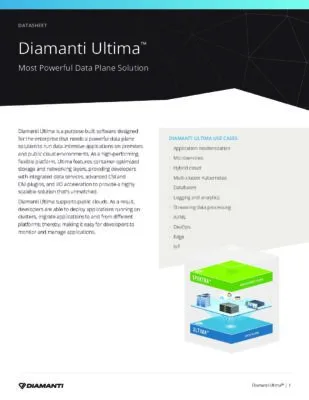 DATASHEET
Diamanti Ultima™
Most Powerful Data Plane Solution
Diamanti Ultima is a purpose-built software designed
for the enterprise that needs a powerful data plane
solution to run data intensive applications on premises
and public cloud environments. As a high-performing,
flexible platform, Ultima features container-optimized
storage and networking layers, providing developers
with integrated data services, advanced CSI and
CNI plugins, and I/O acceleration to provide a highly
scalable solution that's unmatched.
Diamanti Ultima supports public clouds. As a result,
developers are able to deploy applications running on
clusters, migrate applications to and from different
platforms, thereby, making it easy for developers to
monitor and manage applications.
DIAMANTI ULTIMA USE CASES
Application modernization
Microservices
Hybrid cloud
Multi-cluster Kubernetes
Databases
Logging and analytics
Streaming data processing
AI/ML
DevOps
Edge
IoT
SPEKTRA
ULTIMA
DIAMANTI
Diamanti Ultima™ | 1